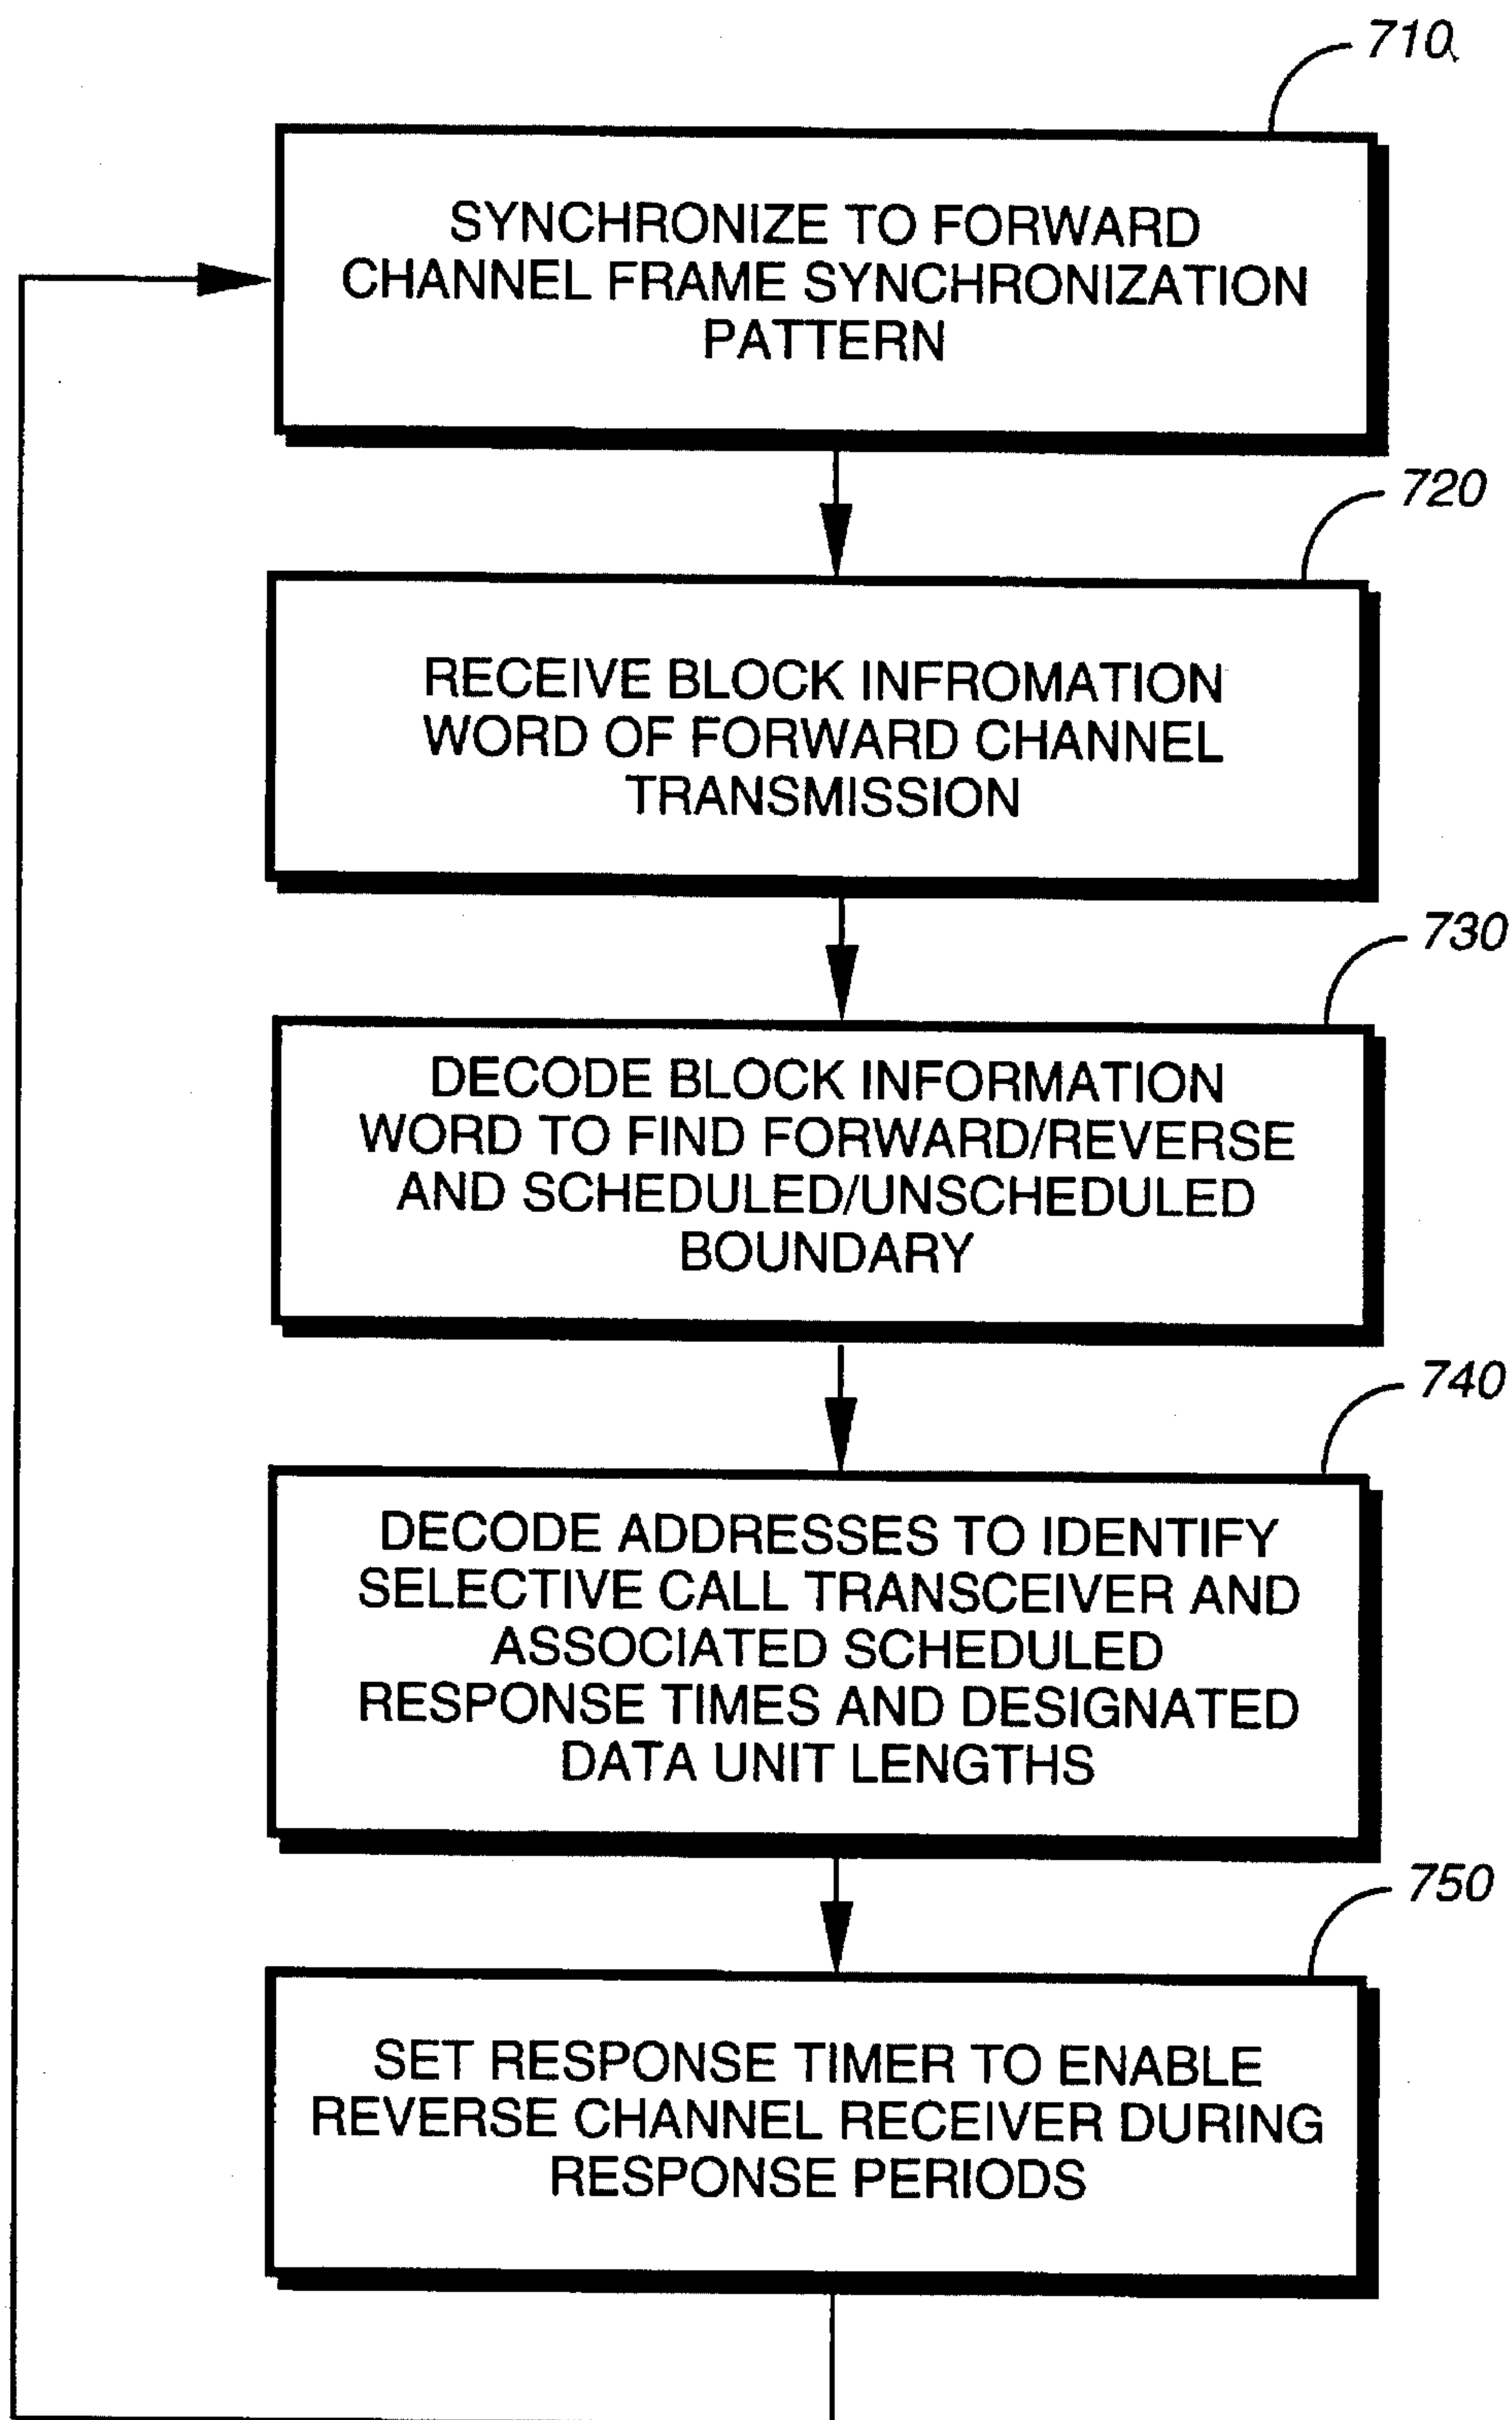 710
SYNCHRONIZE TO FORWARD
CHANNEL FRAME SYNCHRONIZATION
PATTERN
720
RECEIVE BLOCK INFROMATION
WORD OF FORWARD CHANNEL
TRANSMISSION
730
DECODE BLOCK INFORMATION
WORD TO FIND FORWARD/REVERSE
AND SCHEDULED/UNSCHEDULED
BOUNDARY
740
DECODE ADDRESSES TO IDENTIFY
SELECTIVE CALL TRANSCEIVER AND
ASSOCIATED SCHEDULED
RESPONSE TIMES AND DESIGNATED
DATA UNIT LENGTHS
750
SET RESPONSE TIMER TO ENABLE
REVERSE CHANNEL RECEIVER DURING
RESPONSE PERIODS